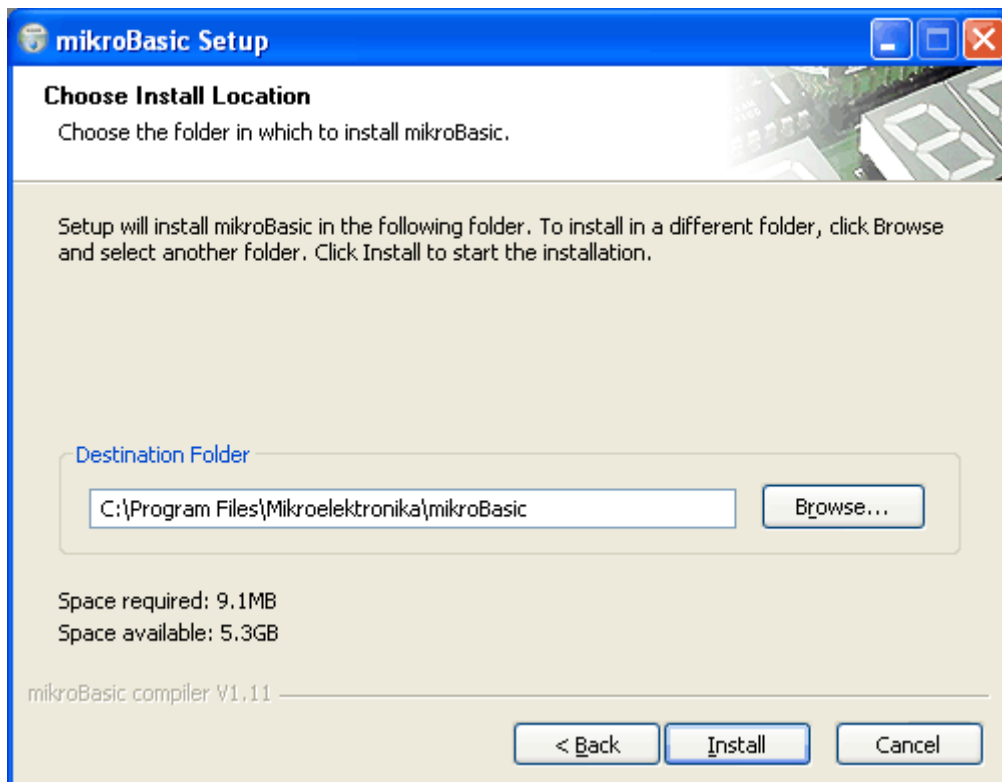 mikroBasic Setup
Choose Install Location
Choose the folder in which to install mikroBasic.
Setup will install mikroBasic in the following folder. To install in a different folder, click Browse
and select another folder. Click Install to start the installation.
Destination Folder
C:\Program Files\Mikroelektronika\mikroBasic
Browse...
Space required: 9.1MB
Space available: 5.3GB
mikroBasic compiler V1.11
< Back
Install
Cancel